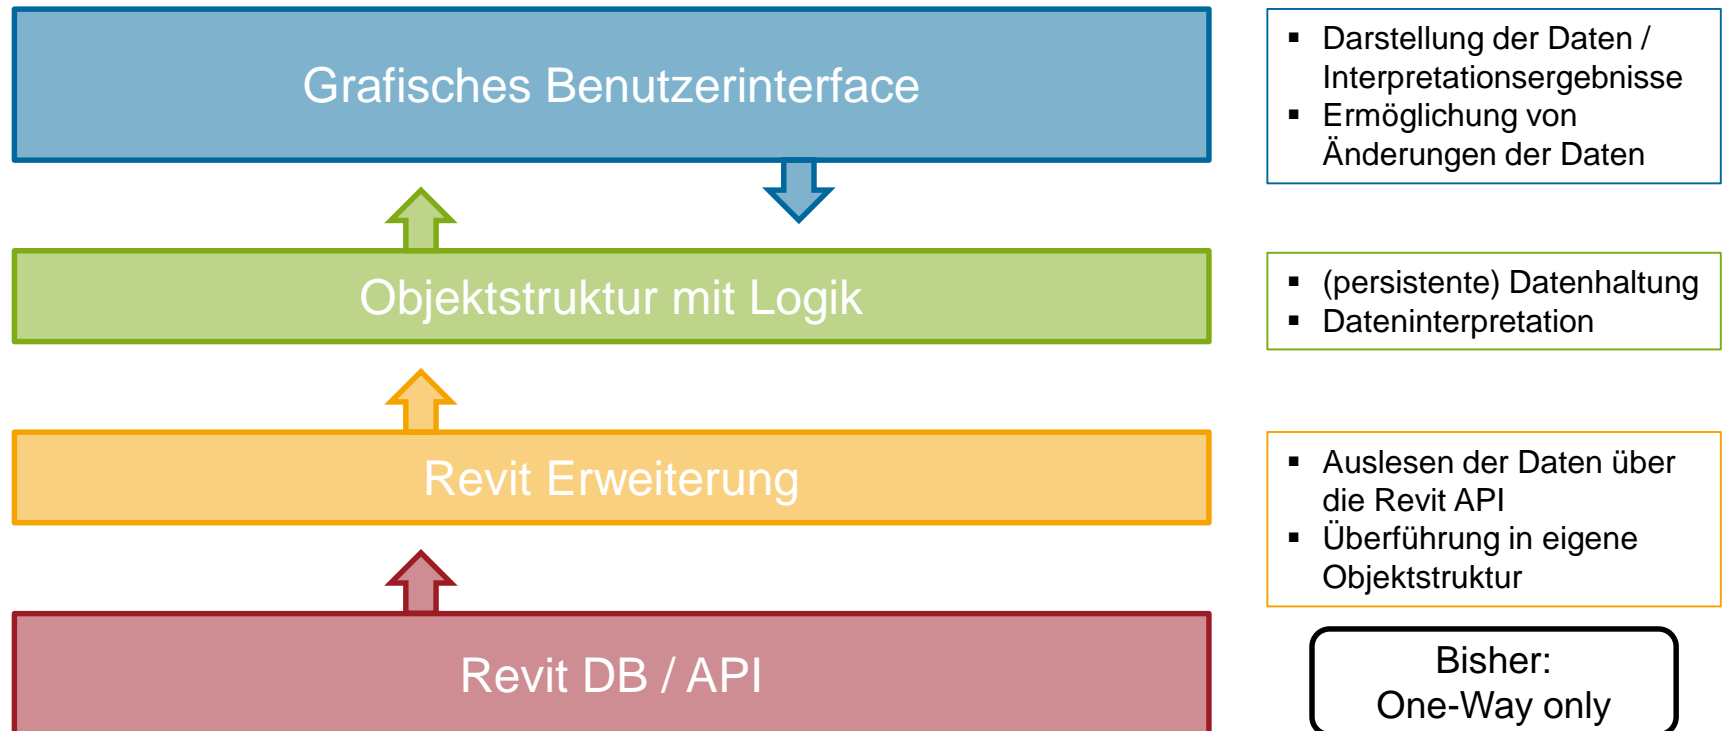 Grafisches Benutzerinterface
▪ Darstellung der Daten /
Interpretationsergebnisse
▪ Ermöglichung von
Änderungen der Daten
Objektstruktur mit Logik
▪ (persistente) Datenhaltung
▪ Dateninterpretation
Revit Erweiterung
▪ Auslesen der Daten über
die Revit API
▪ Überführung in eigene
Objektstruktur
Revit DB / API
Bisher:
One-Way only